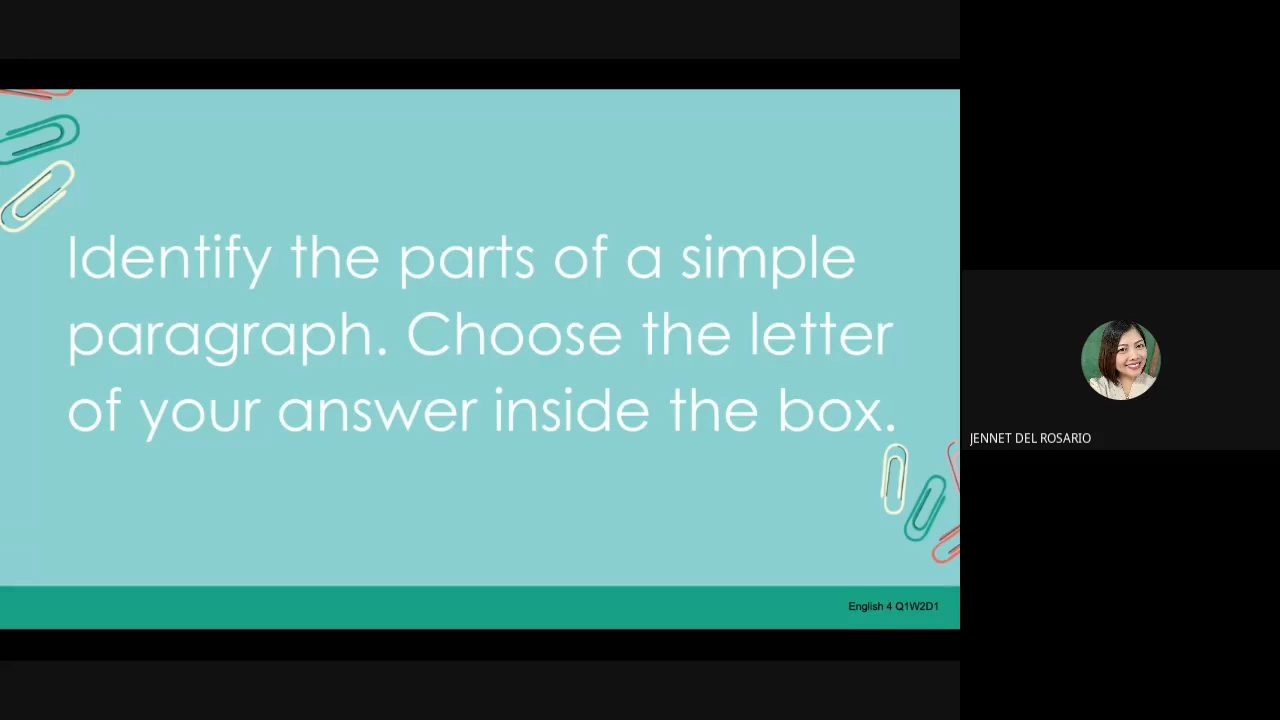 Identify the parts of a simple
paragraph. Choose the letter
of your answer inside the box.
English 4 Q1W2D1
JENNET DEL ROSARIO